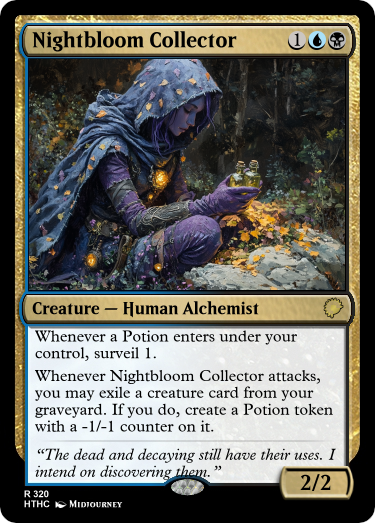 Nightbloom Collector 1
Creature — Human Alchemist
Whenever a Potion enters under your
control, surveil 1.
Whenever Nightbloom Collector attacks,
you may exile a creature card from your
graveyard. If you do, create a Potion token
with a -1/-1 counter on it.
“The dead and decaying still have their uses. I
intend on discovering them.”
2/2
R 320
HTHC MIDJOURNEY